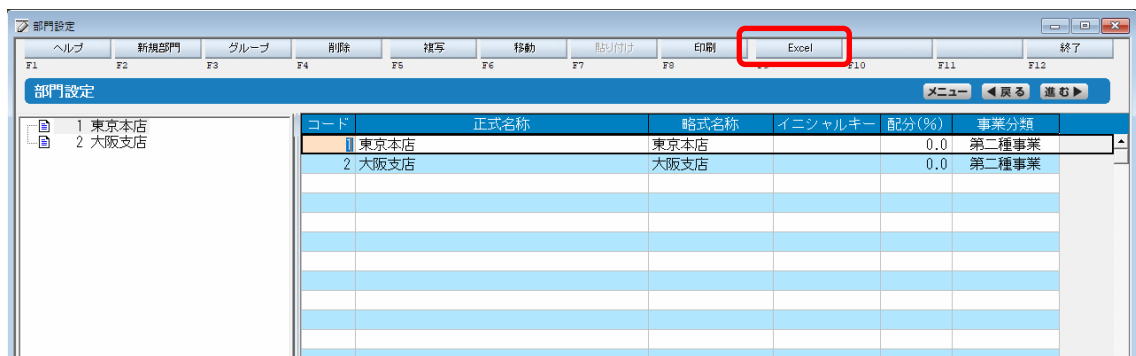 部門設定
ヘルプ 新規部門 グループ 削除 複写 移動 貼り付け 印刷 Excel 終了
F1 F2 F3 F4 F5 F6 F7 F8 F10 F11 F12
部門設定 メニュー ◀戻る 進む▶
1 東京本店
2 大阪支店
コード 正式名称 略式名称 イニシャルキー 配分(%) 事業分類
1 東京本店 東京本店 0.0 第二種事業
2 大阪支店 大阪支店 0.0 第二種事業